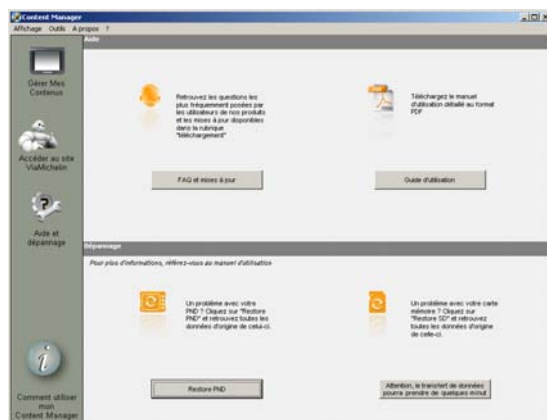 Content Manager
Affichage Outils A propos ?
Aide
Gérer Mes
Contenus
Retrouvez les questions les
plus fréquemment posées par
les utilisateurs de nos produits
et les mises à jour disponibles
dans la rubrique
"téléchargement"
PDF
Téléchargez le manuel
d'utilisation détaillé au format
PDF
Accéder au site
ViaMichelin
FAQ et mises à jour
Guide d'utilisation
Aide et
dépannage
Dépannage
Pour plus d'informations, référez-vous au manuel d'utilisation
Un problème avec votre
PND ? Cliquez sur "Restore
PND" et retrouvez toutes les
données d'origine de celui-ci.
Un problème avec votre carte
mémoire ? Cliquez sur
"Restore SD" et retrouvez
toutes les données d'origine
de celle-ci.
Restore PND
Attention, le transfert de données
pourra prendre de quelques minut
Comment utiliser
mon
Content Manager